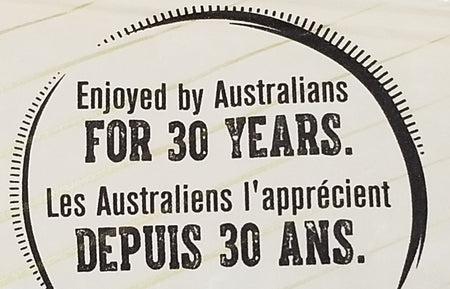 Enjoyed by Australians
FOR 30 YEARS.
Les Australiens l'apprécient
DEPUIS 30 ANS.